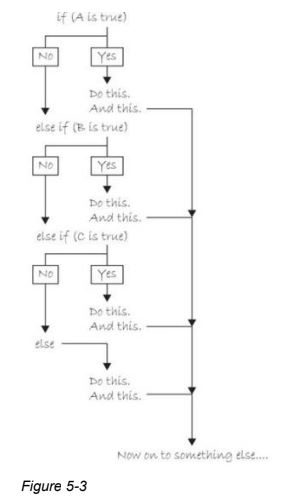 if (A is true)
No
Yes
Do this.
And this.
else if (B is true)
No
Yes
Do this.
And this.
else if (C is true)
No
Yes
Do this.
And this.
else
Do this.
And this.
Now on to something else....
Figure 5-3